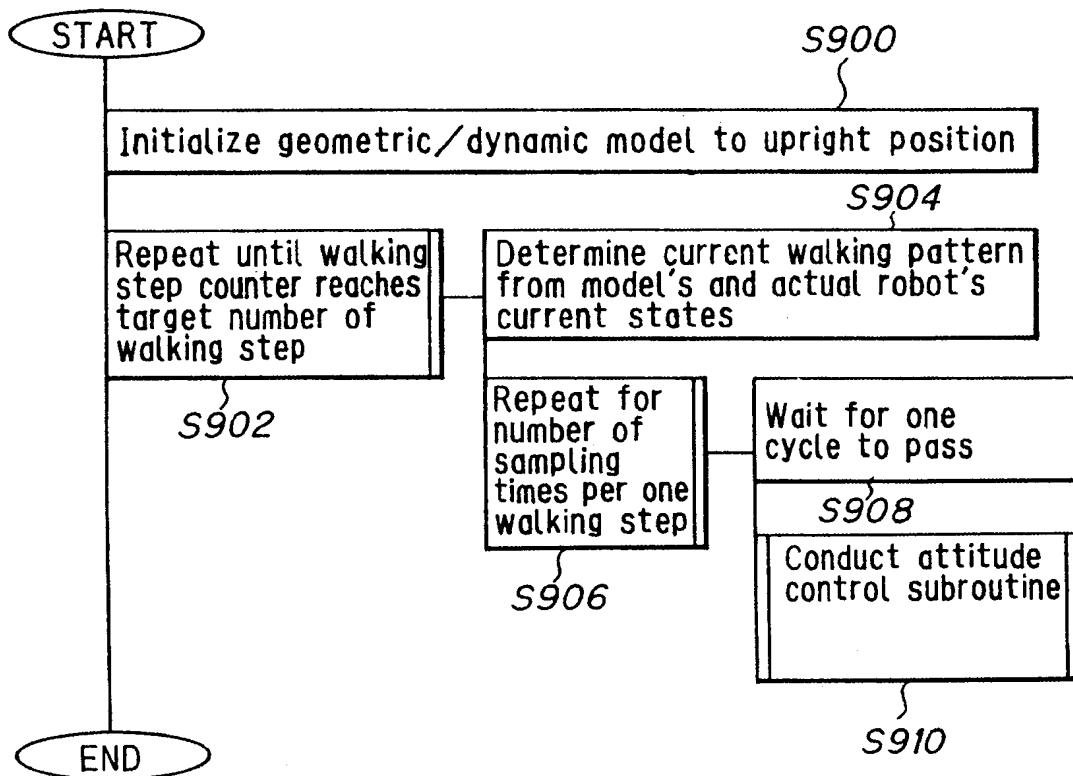 START
S900
Initialize geometric/dynamic model to upright position
S904
Repeat until walking
step counter reaches
target number of
walking step
S902
Determine current walking pattern
from model's and actual robot's
current states
Repeat for
number of
sampling
times per one
walking step
S906
Wait for one
cycle to pass
S908
Conduct attitude
control subroutine
S910
END